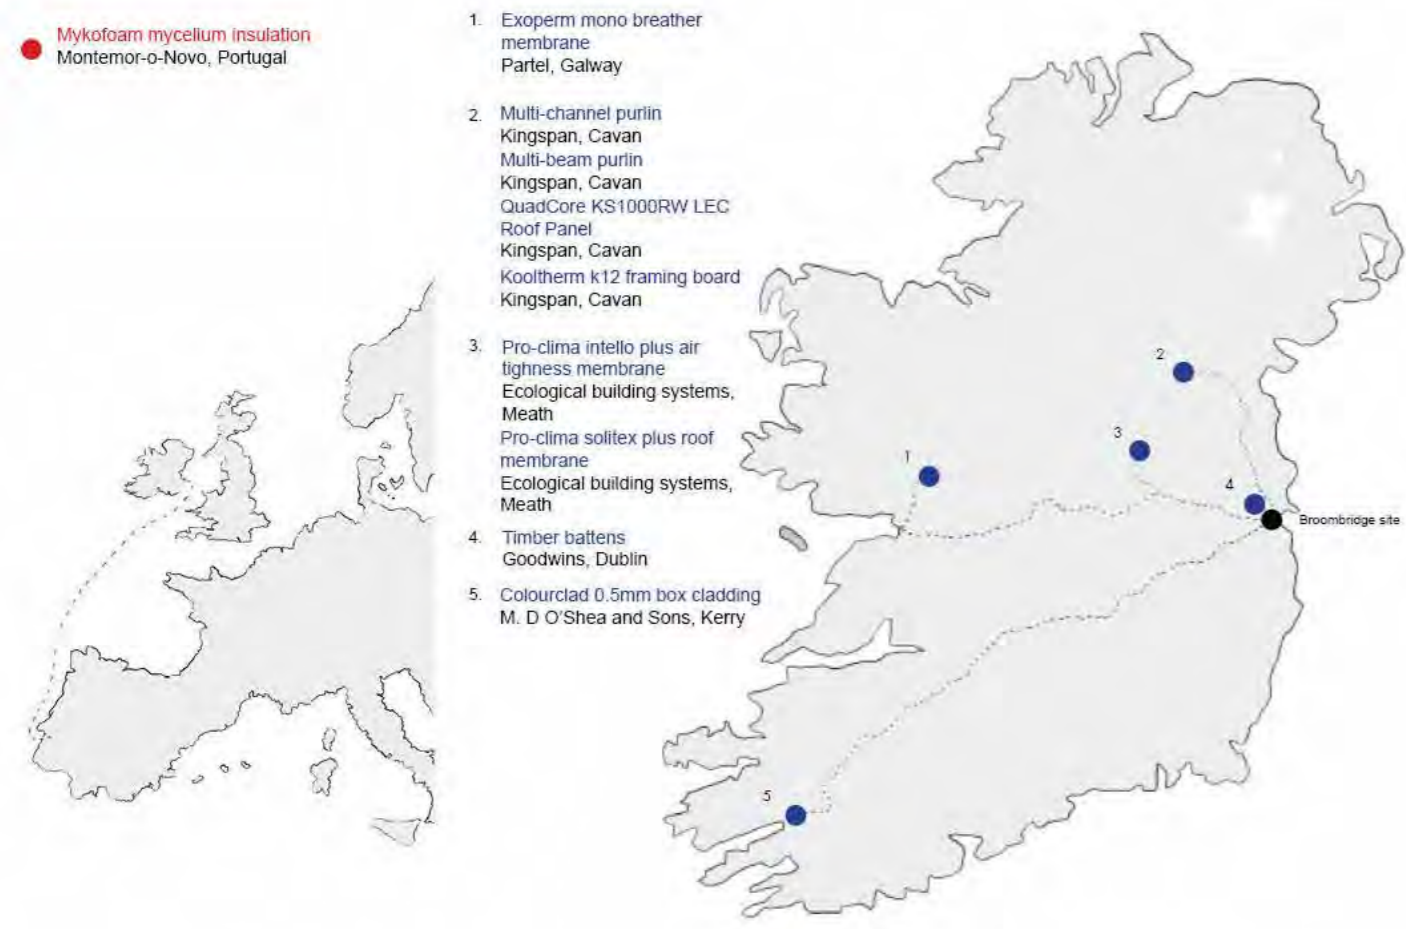 Mykofoam mycelium insulation
Montemor-o-Novo, Portugal
1. Exoperm mono breather
membrane
Partel, Galway
2. Multi-channel purlin
Kingspan, Cavan
Multi-beam purlin
Kingspan, Cavan
QuadCore KS1000RW LEC
Roof Panel
Kingspan, Cavan
Kooltherm k12 framing board
Kingspan, Cavan
3. Pro-clima intello plus air
tighness membrane
Ecological building systems,
Meath
Pro-clima solitex plus roof
membrane
Ecological building systems,
Meath
4. Timber battens
Goodwins, Dublin
5. Colourclad 0.5mm box cladding
M. D O'Shea and Sons, Kerry
2
3
1
4
Broombridge site
5